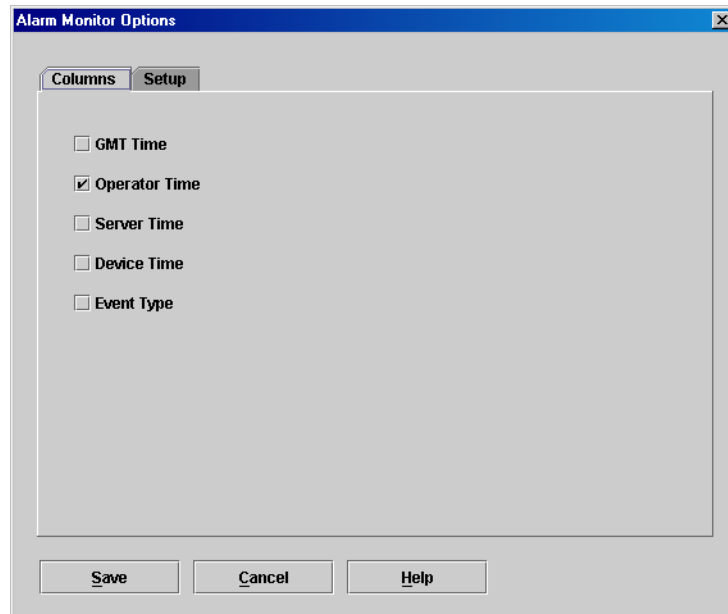 Alarm Monitor Options
Columns Setup
GMT Time
Operator Time
Server Time
Device Time
Event Type
Save Cancel Help